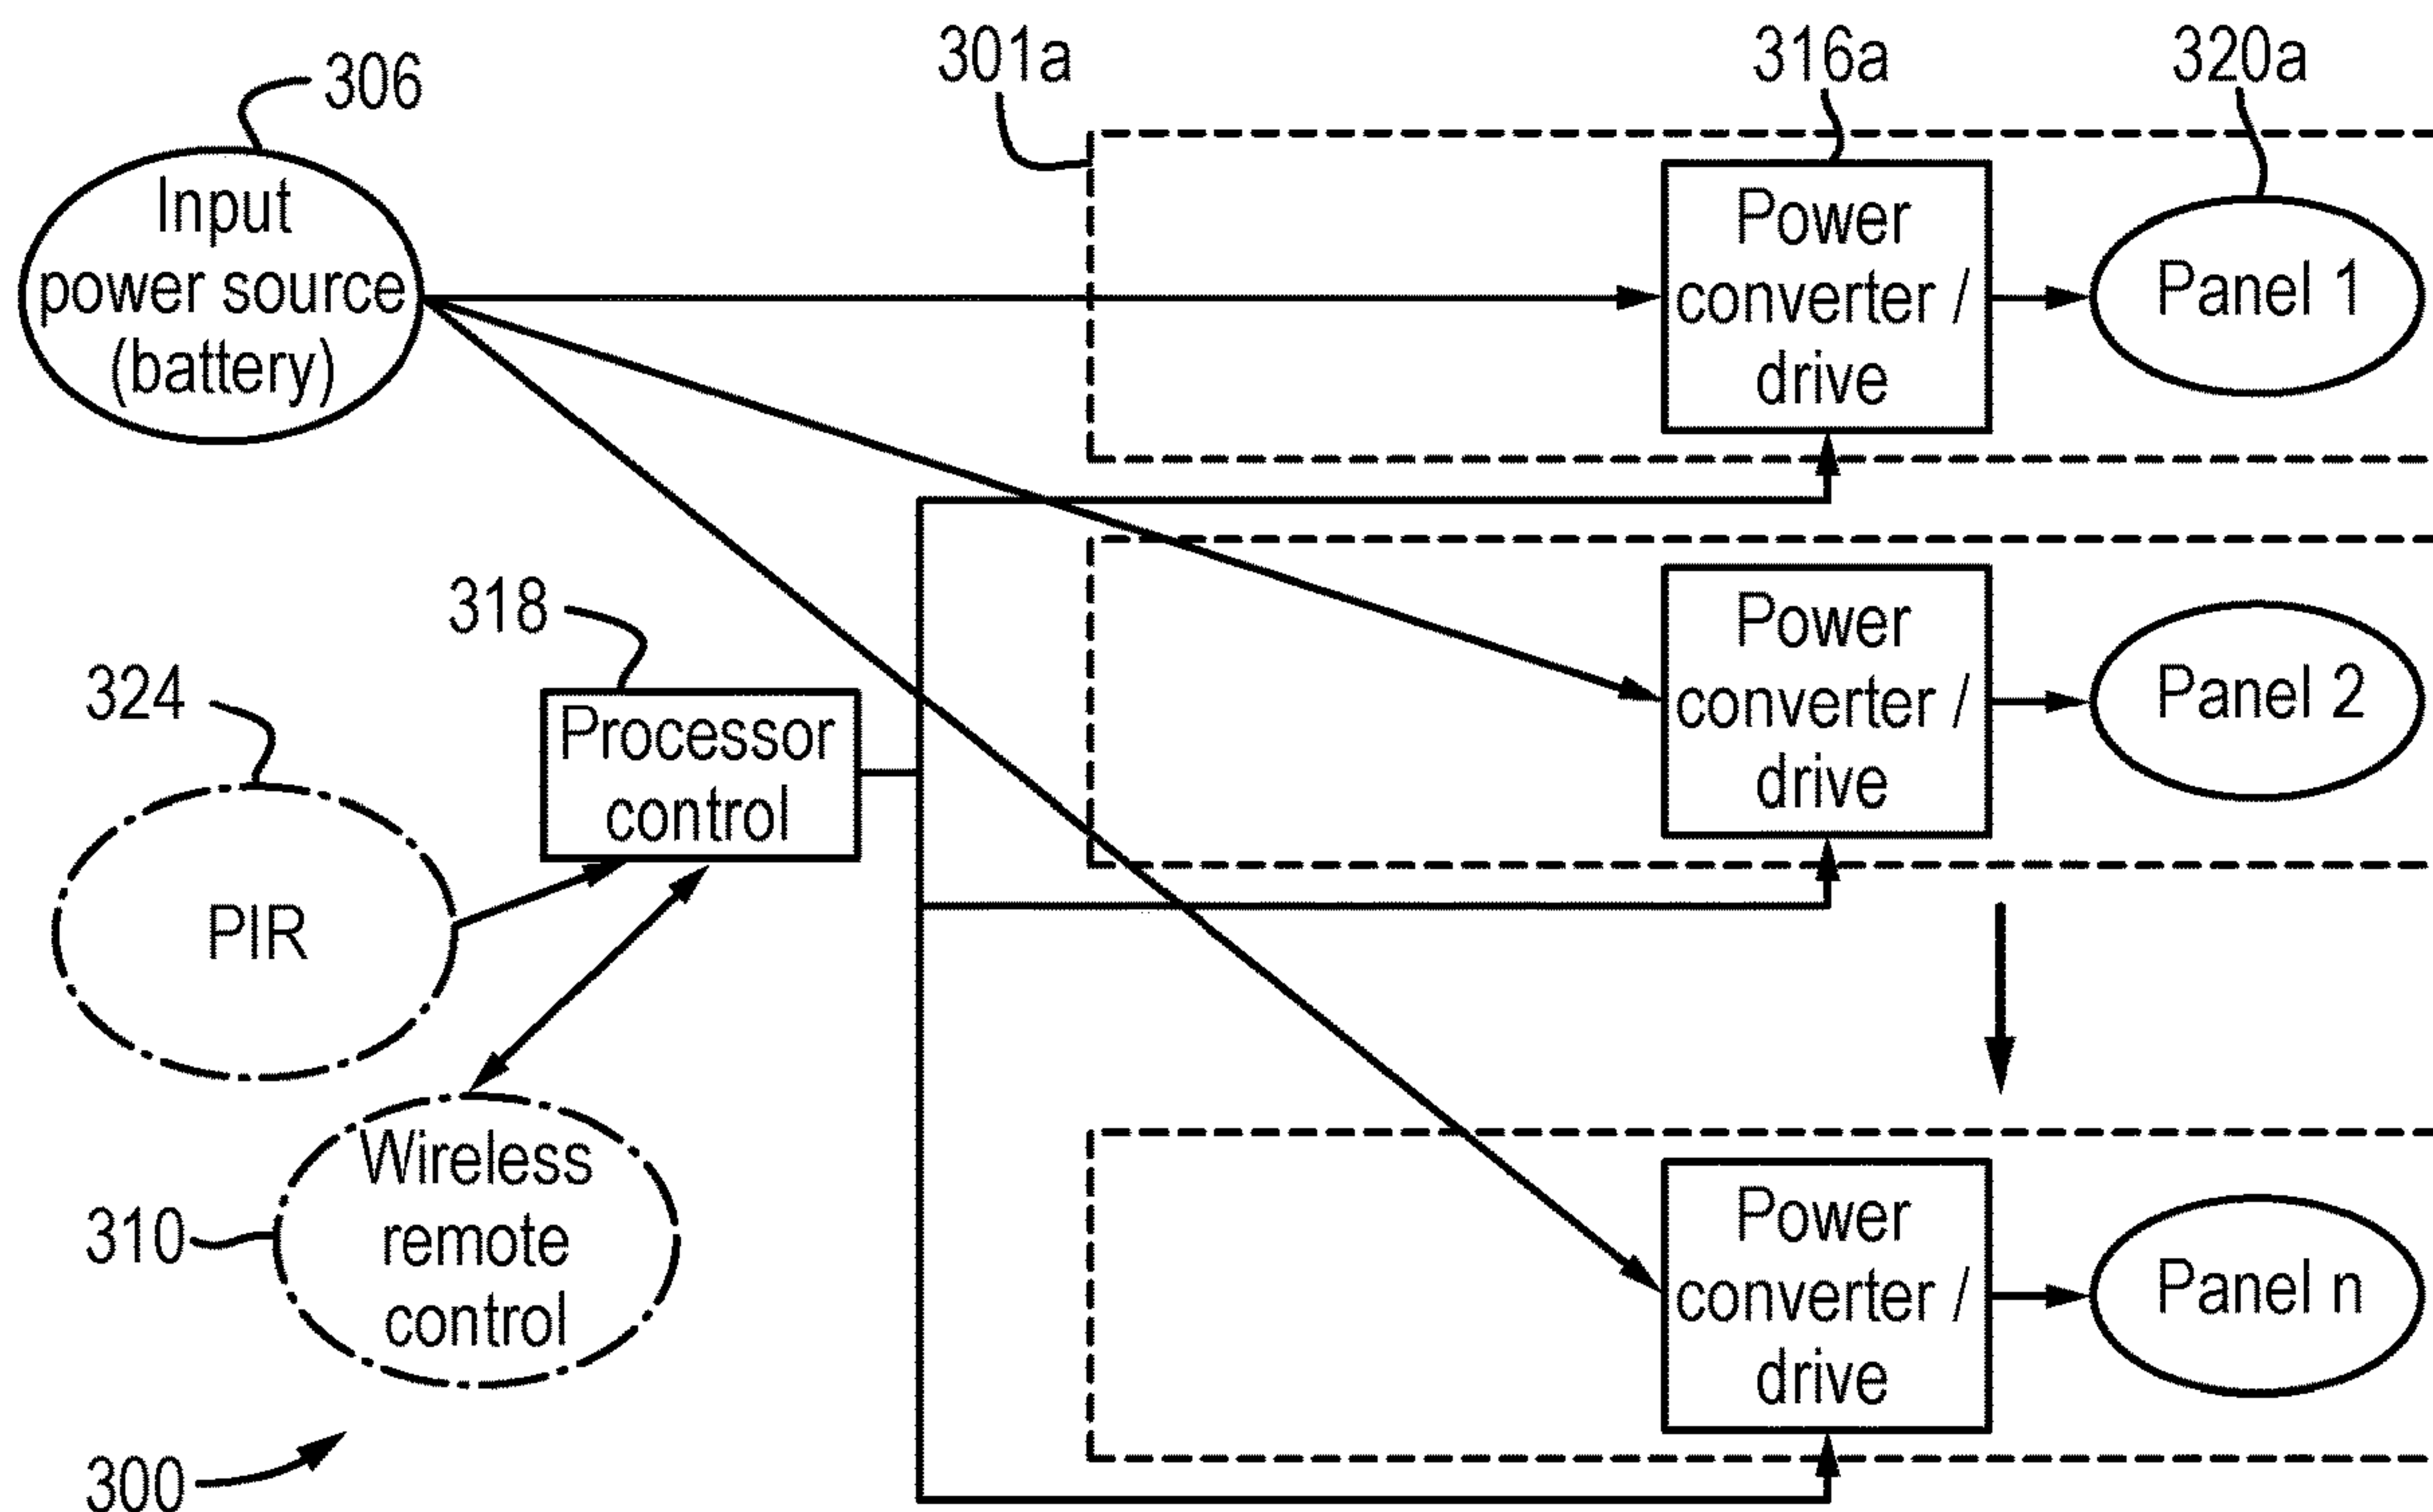 306
301a
316a
320a
Input
power source
(battery)
Power
converter /
drive
Panel 1
318
Processor
control
Power
converter /
drive
Panel 2
324
PIR
310
Wireless
remote
control
Power
converter /
drive
Panel n
300